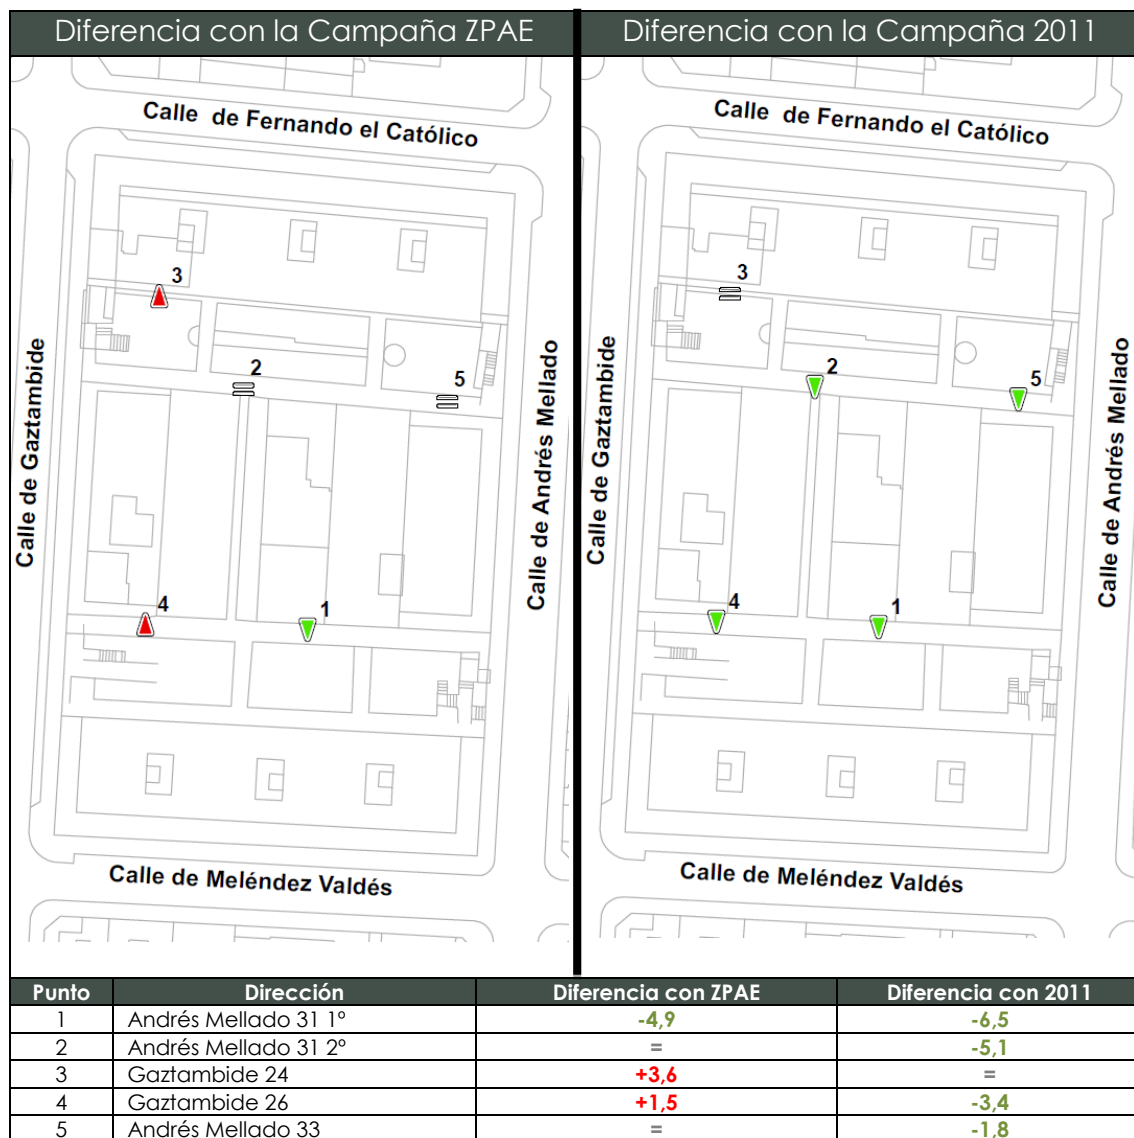 Diferencia con la Campaña ZPAE
Diferencia con la Campaña 2011
Calle de Fernando el Católico
3
2
5
Calle de Gaztambide
Calle de Andrés Mellado
4
1
Calle de Meléndez Valdés
Calle de Fernando el Católico
3
2
5
Calle de Gaztambide
Calle de Andrés Mellado
4
1
Calle de Meléndez Valdés
Punto Dirección Diferencia con ZPAE Diferencia con 2011
1 Andrés Mellado 31 1º -4,9 -6,5
2 Andrés Mellado 31 2º = -5,1
3 Gaztambide 24 +3,6 =
4 Gaztambide 26 +1,5 -3,4
5 Andrés Mellado 33 = -1,8